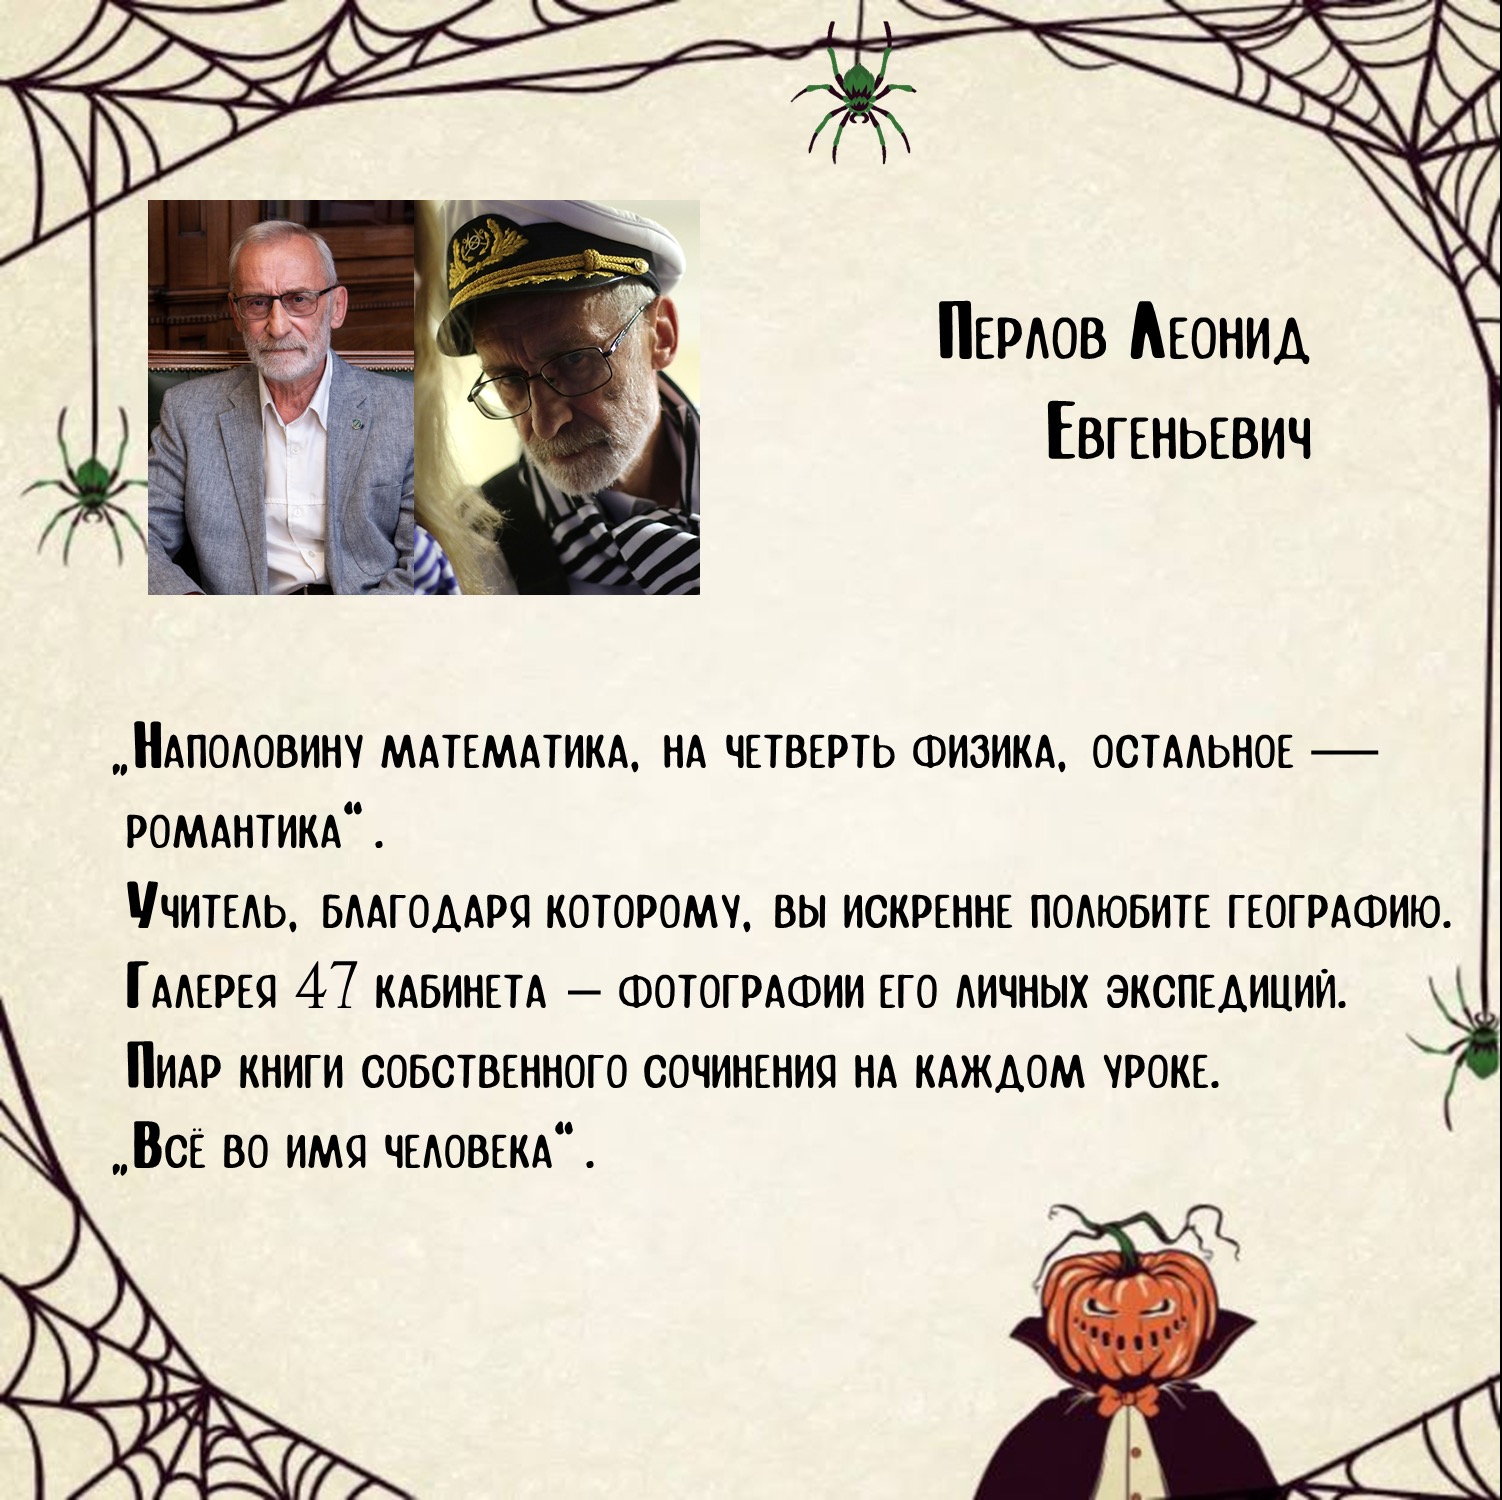 Перлов Леонид
Евгеньевич
„Наполовину математика, на четверть физика, остальное —
романтика“.
Учитель, благодаря которому, вы искренне полюбите географию.
Галерея 47 кабинета – фотографии его личных экспедиций.
Пиар книги собственного сочинения на каждом уроке.
„Всё во имя человека“.